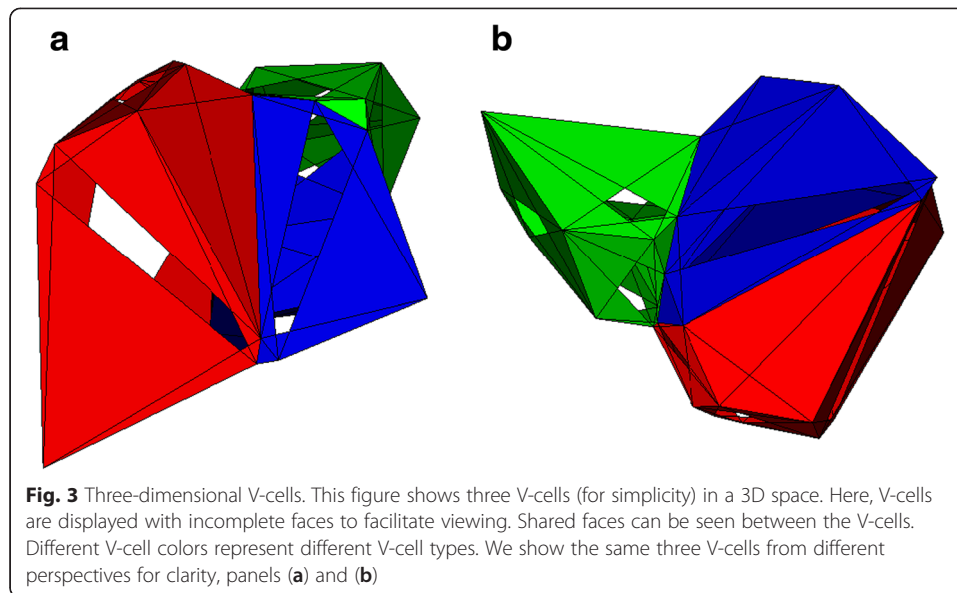 a
b
Fig. 3 Three-dimensional V-cells. This figure shows three V-cells (for simplicity) in a 3D space. Here, V-cells
are displayed with incomplete faces to facilitate viewing. Shared faces can be seen between the V-cells.
Different V-cell colors represent different V-cell types. We show the same three V-cells from different
perspectives for clarity, panels (a) and (b)